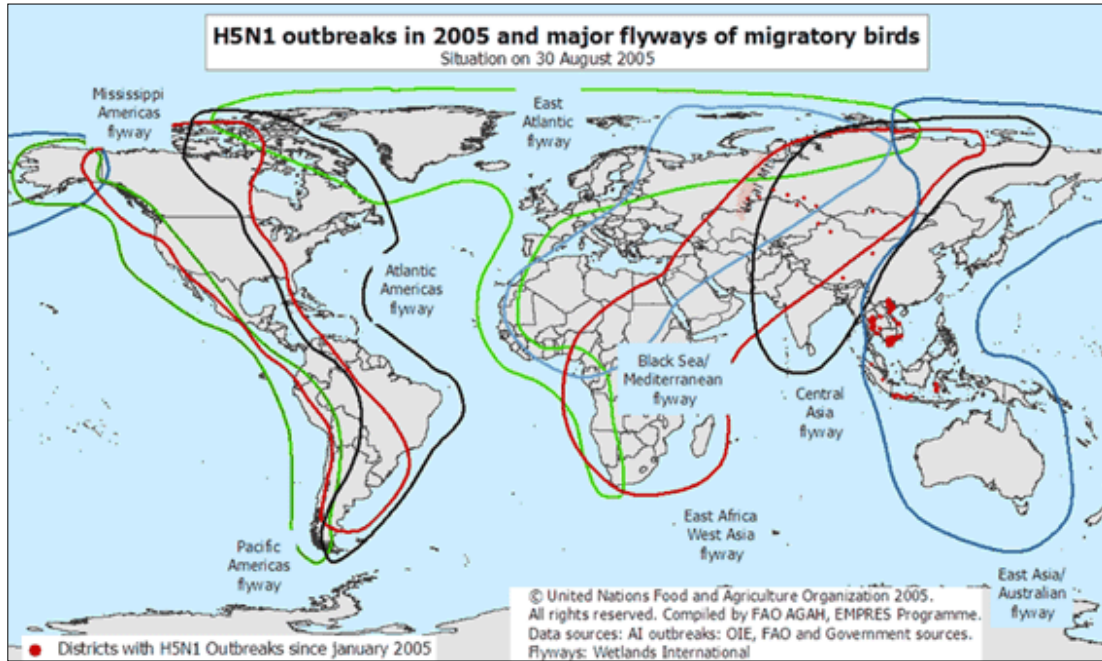 H5N1 outbreaks in 2005 and major flyways of migratory birds
Situation on 30 August 2005
Mississippi
Americas
flyway
East
Atlantic
flyway
Atlantic
Americas
flyway
Black Sea/
Mediterranean
flyway
Central
Asia
flyway
East Africa
West Asia
flyway
Pacific
Americas
flyway
East Asia/
Australian
flyway
© United Nations Food and Agriculture Organization 2005.
All rights reserved. Compiled by FAO AGAH, EMPRES Programme.
Data sources: AI outbreaks: OIE, FAO and Government sources.
Flyways: Wetlands International
Districts with H5N1 Outbreaks since january 2005